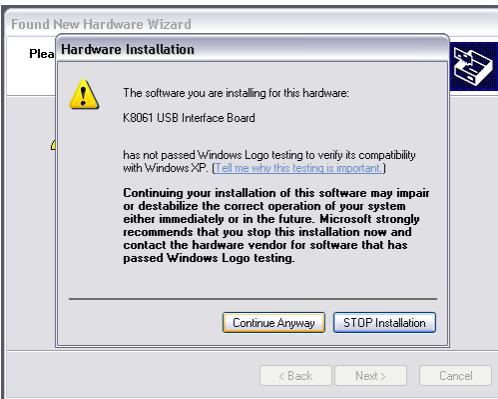 Found New Hardware Wizard
Plea
Hardware Installation
The software you are installing for this hardware:
K8061 USB Interface Board
has not passed Windows Logo testing to verify its compatibility
with Windows XP. (Tell me why this testing is important.)
Continuing your installation of this software may impair
or destabilize the correct operation of your system
either immediately or in the future. Microsoft strongly
recommends that you stop this installation now and
contact the hardware vendor for software that has
passed Windows Logo testing.
Continue Anyway STOP Installation
< Back Next > Cancel